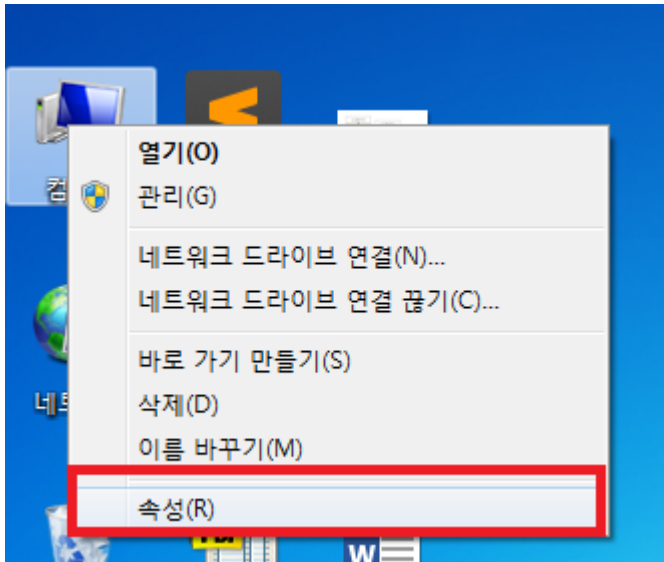 열기(O)
관리(G)
네트워크 드라이브 연결(N)...
네트워크 드라이브 연결 끊기(C)...
바로 가기 만들기(S)
삭제(D)
이름 바꾸기(M)
속성(R)
W